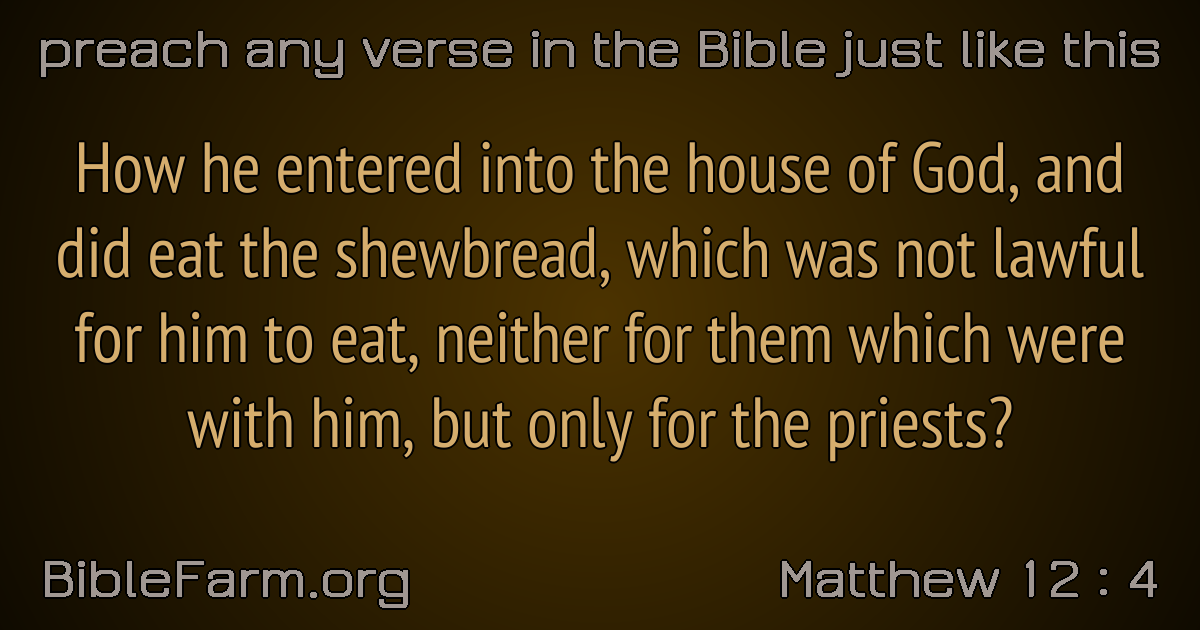 preach any verse in the Bible just like this
How he entered into the house of God, and
did eat the shewbread, which was not lawful
for him to eat, neither for them which were
with him, but only for the priests?
BibleFarm.org
Matthew 12 : 4